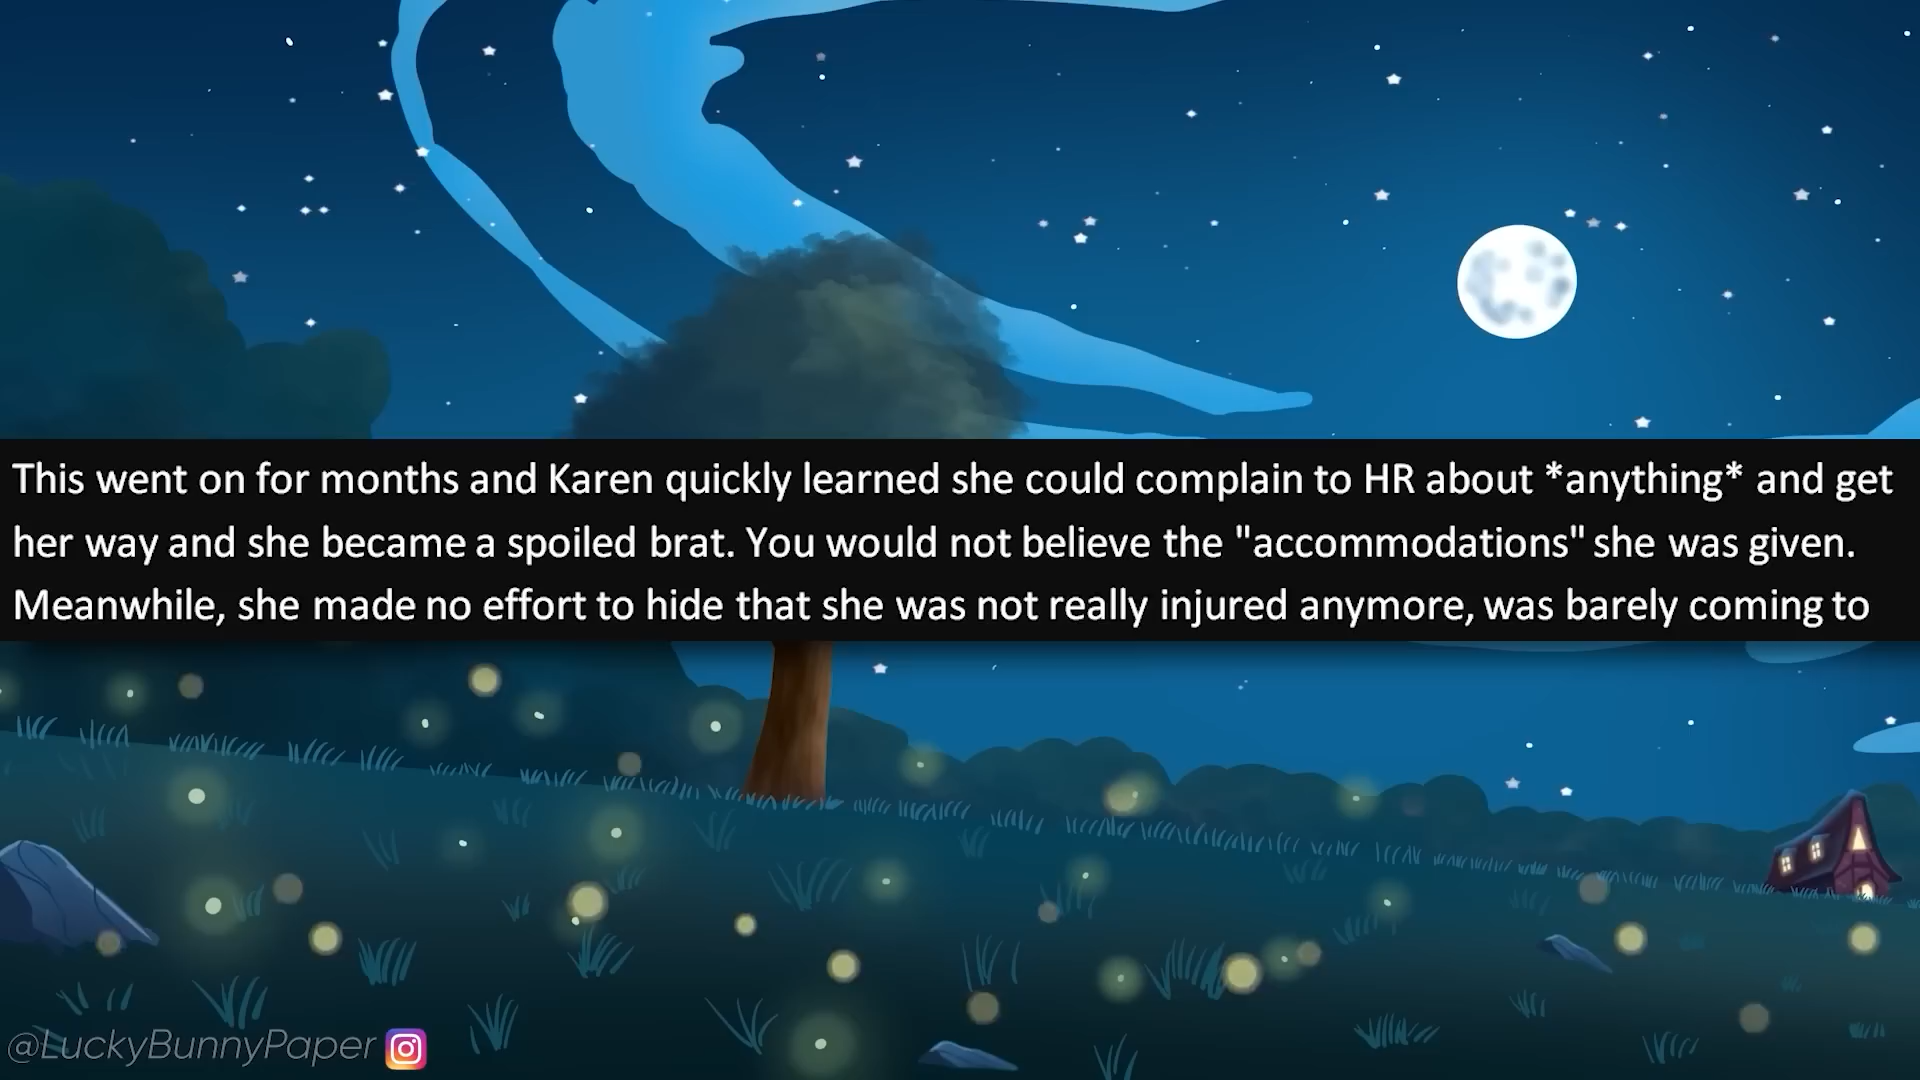 This went on for months and Karen quickly learned she could complain to HR about *anything* and get
her way and she became a spoiled brat. You would not believe the "accommodations" she was given.
Meanwhile, she made no effort to hide that she was not really injured anymore, was barely coming to
@LuckyBunnyPaper